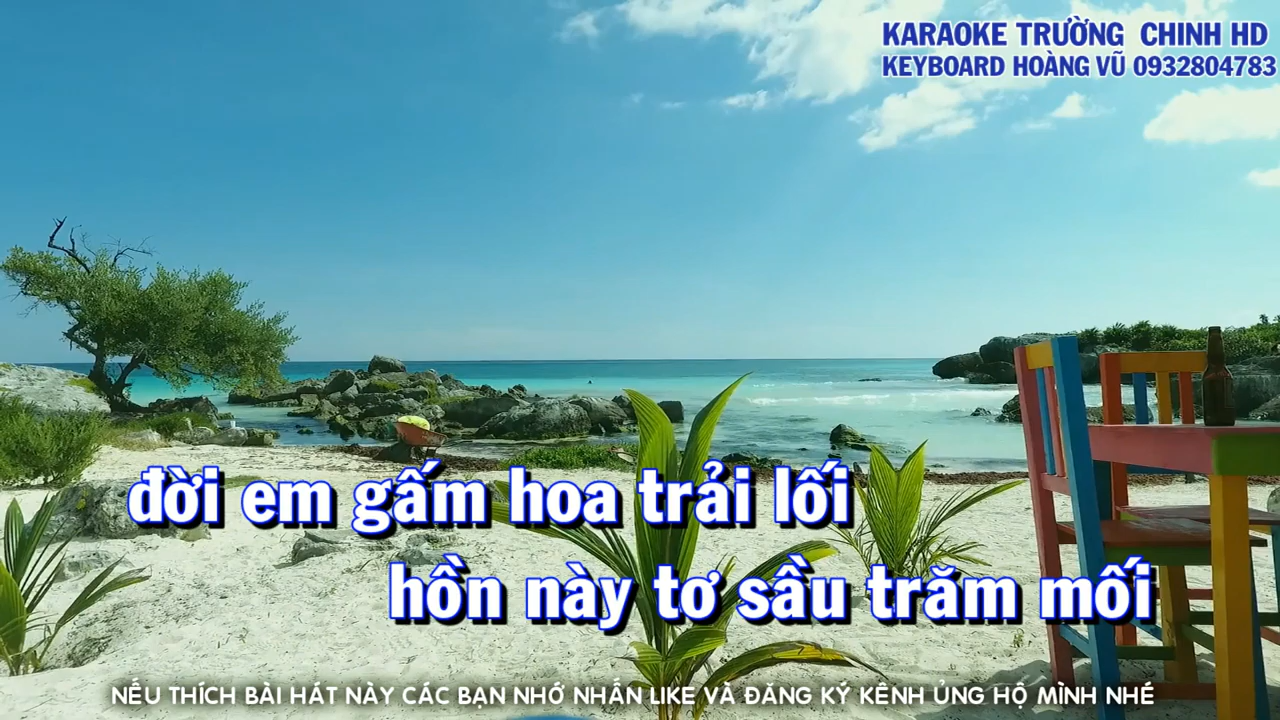 KARAOKE TRƯỜNG CHINH HD
KEYBOARD HOÀNG VŨ 0932804783
đời em gấm hoa trải lối
hồn này tơ sầu trăm mối
NẾU THÍCH BÀI HÁT NÀY CÁC BẠN NHỚ NHẤN LIKE VÀ ĐĂNG KÝ KÊNH ỦNG HỘ MÌNH NHÉ